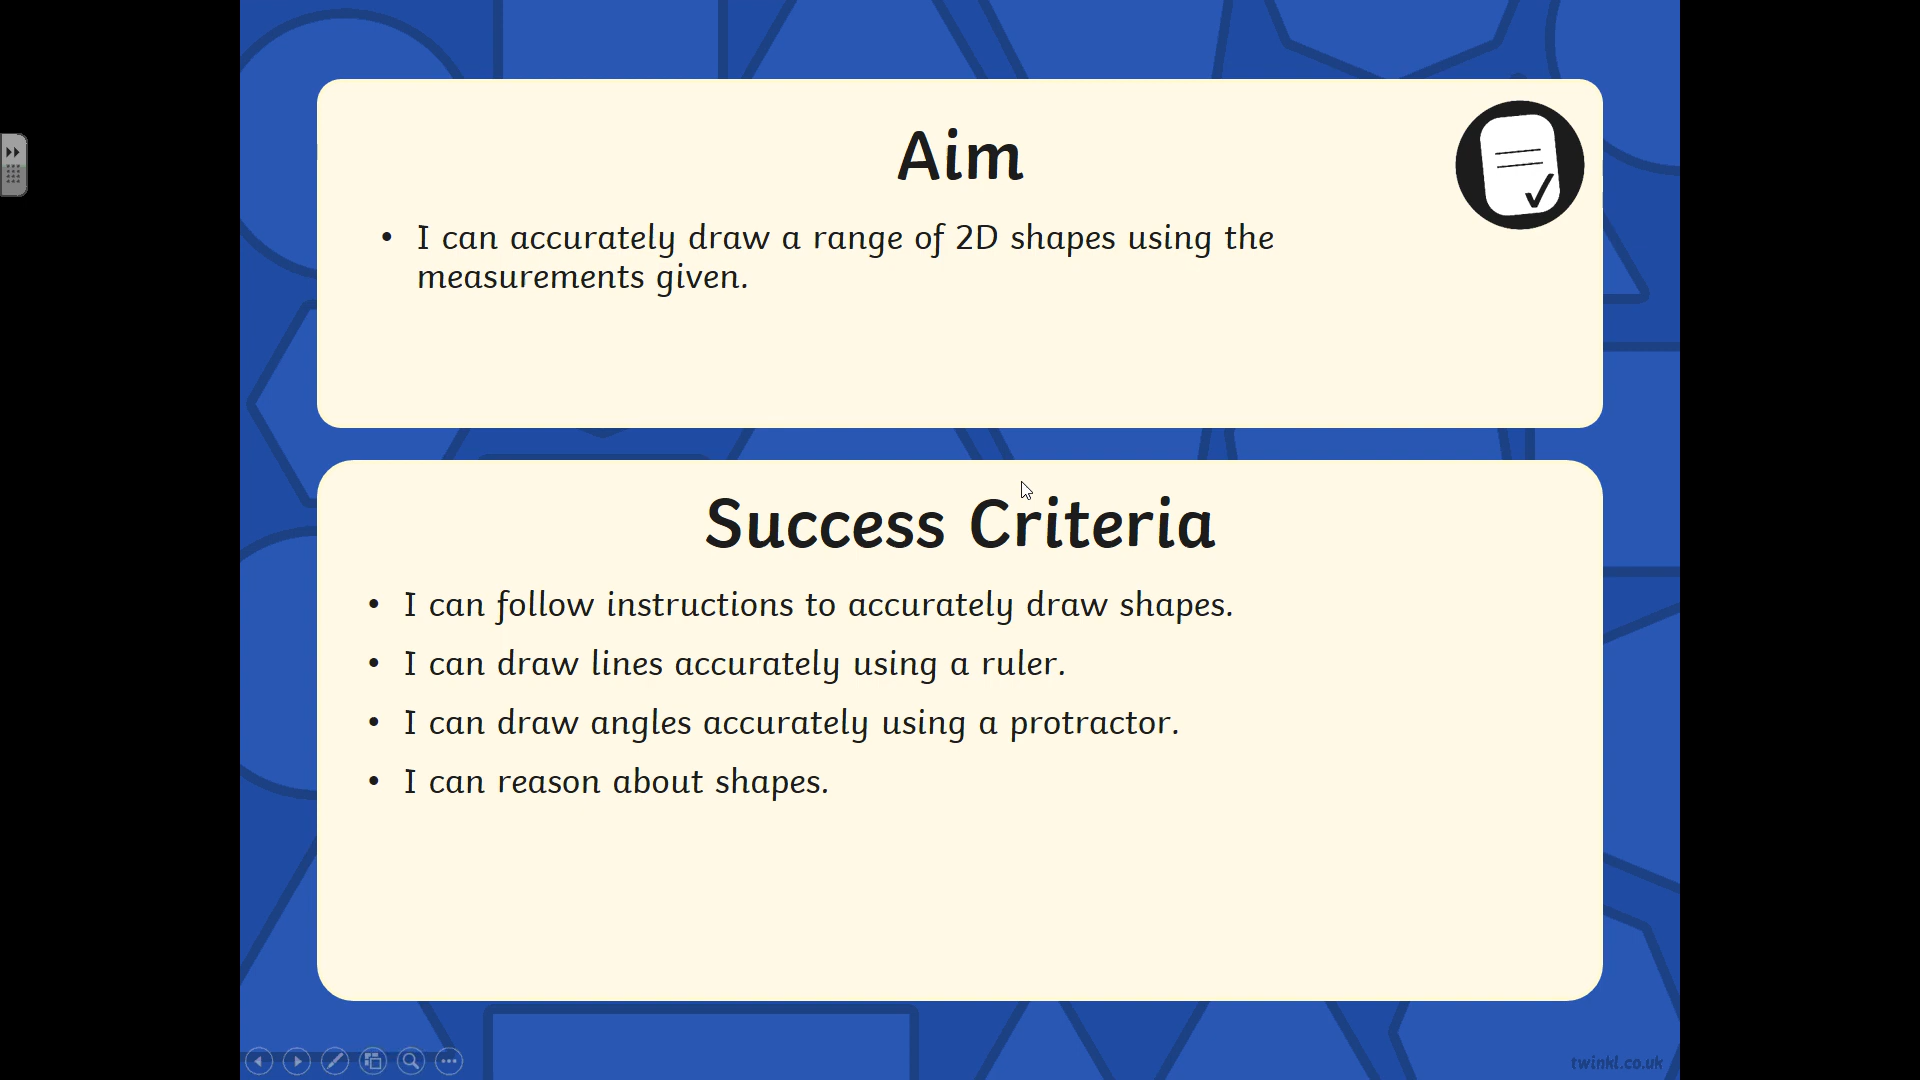 Aim
• I can accurately draw a range of 2D shapes using the
measurements given.
Success Criteria
• I can follow instructions to accurately draw shapes.
• I can draw lines accurately using a ruler.
• I can draw angles accurately using a protractor.
• I can reason about shapes.
twinkl.co.uk